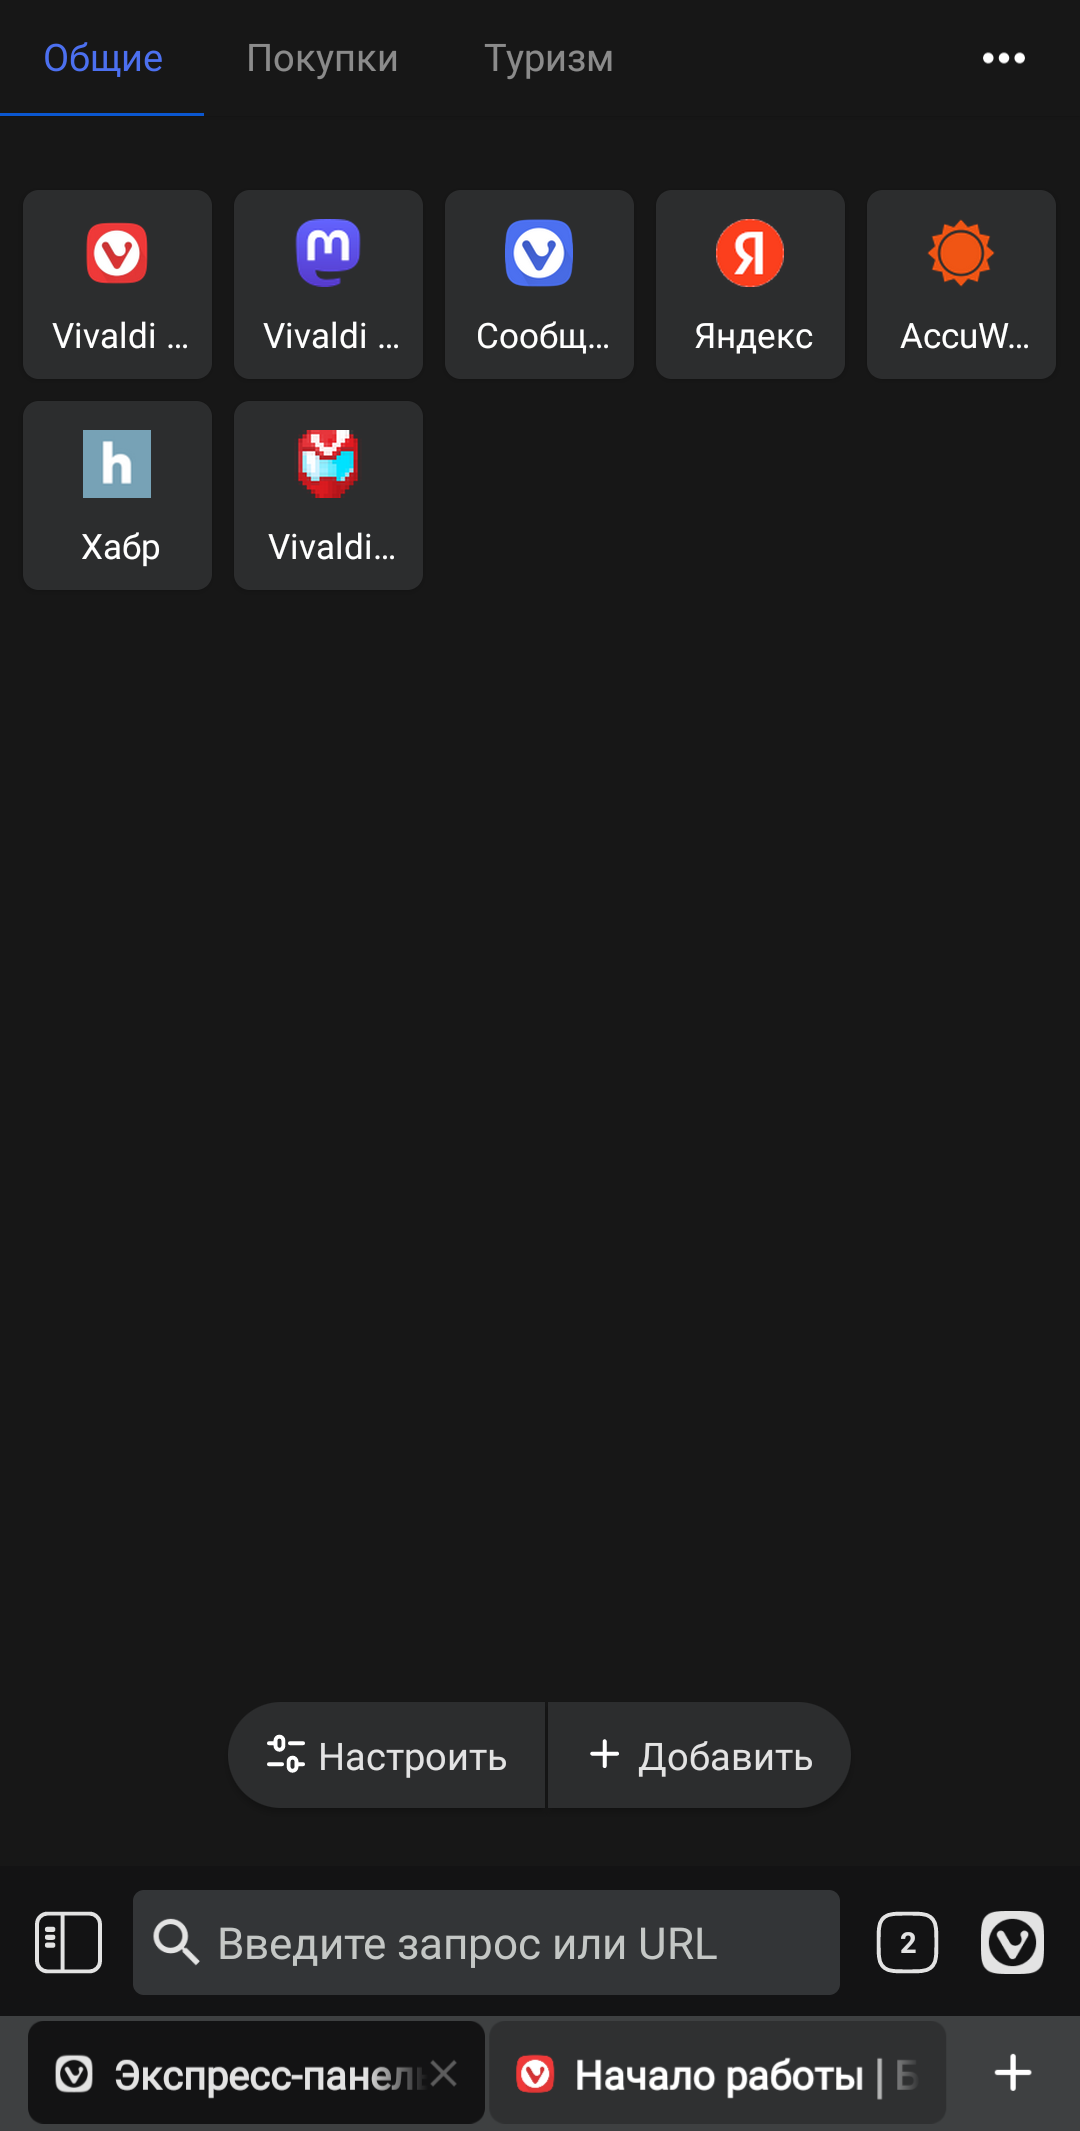 Общие Покупки Туризм
Vivaldi ... Vivaldi ... Сообщ... Яндекс AccuW...
Хабр Vivaldi...
Настроить Добавить
Введите запрос или URL 2
Экспресс-панель Начало работы | Б